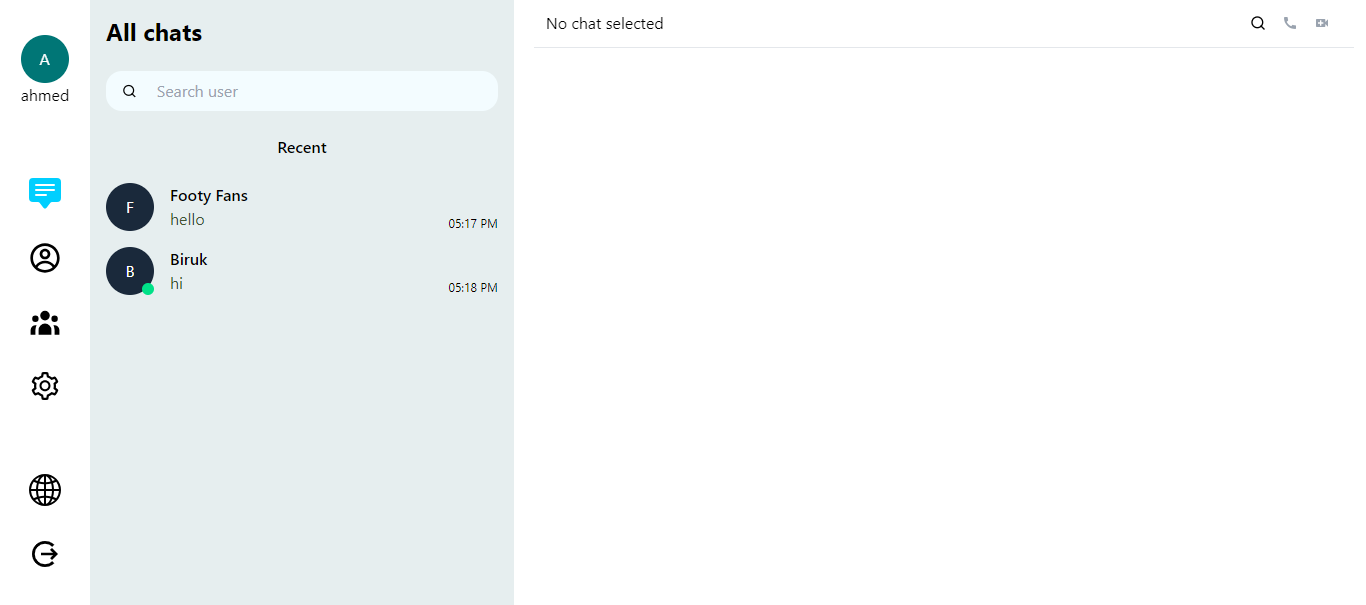 A
ahmed
All chats
Search user
Recent
F
Footy Fans
hello
05:17 PM
B
Biruk
hi
05:18 PM
No chat selected